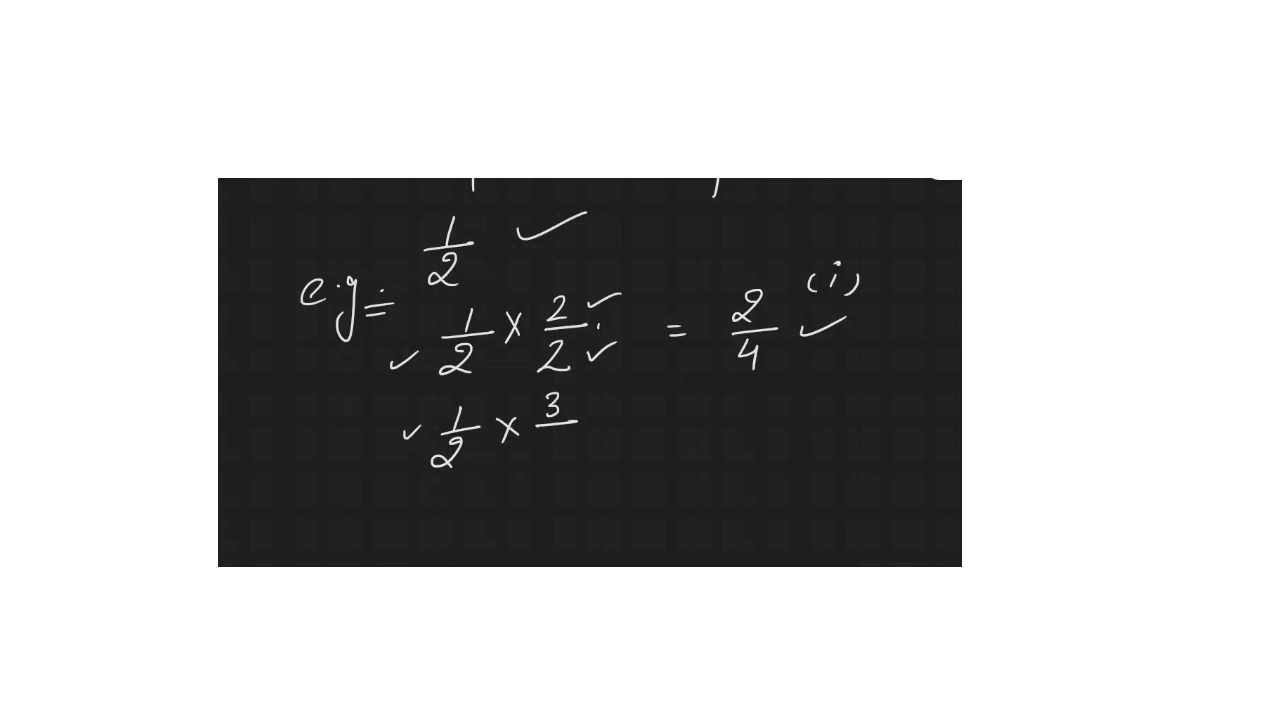 1/2 ✓
e.g:=
✓ 1/2 × 2/2 ✓ ✓ = 2/4 ✓ (i)
✓ 1/2 × 3/